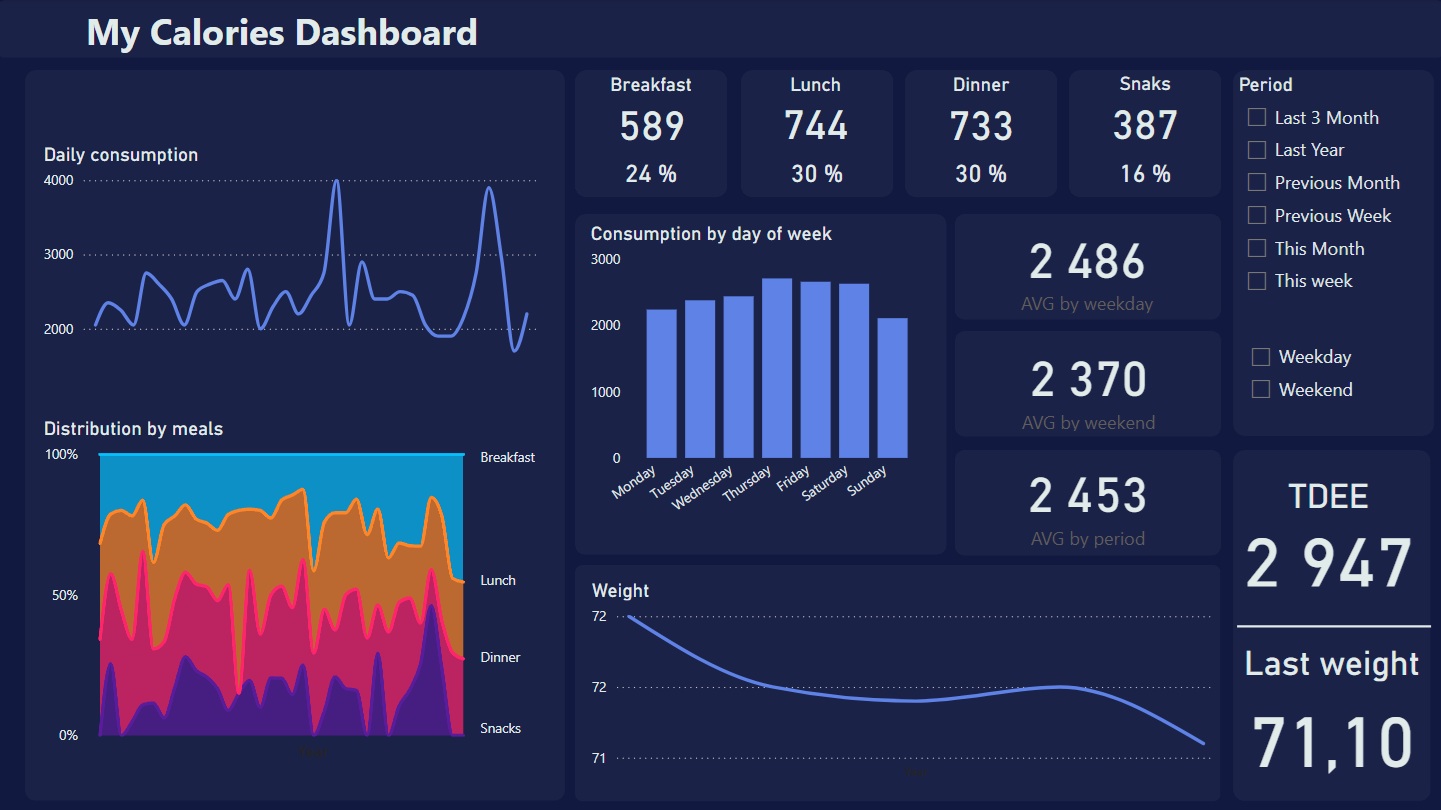 My Calories Dashboard
Daily consumption
4000
3000
2000
Distribution by meals
100%
50%
0%
Breakfast
Lunch
Dinner
Snacks
Breakfast
589
24 %
Lunch
744
30 %
Dinner
733
30 %
Snaks
387
16 %
Consumption by day of week
3000
2000
1000
0
Monday
Tuesday
Wednesday
Thursday
Friday
Saturday
Sunday
2 486
AVG by weekday
2 370
AVG by weekend
2 453
AVG by period
Weight
72
72
71
Period
Last 3 Month
Last Year
Previous Month
Previous Week
This Month
This week
Weekday
Weekend
TDEE
2 947
Last weight
71,10